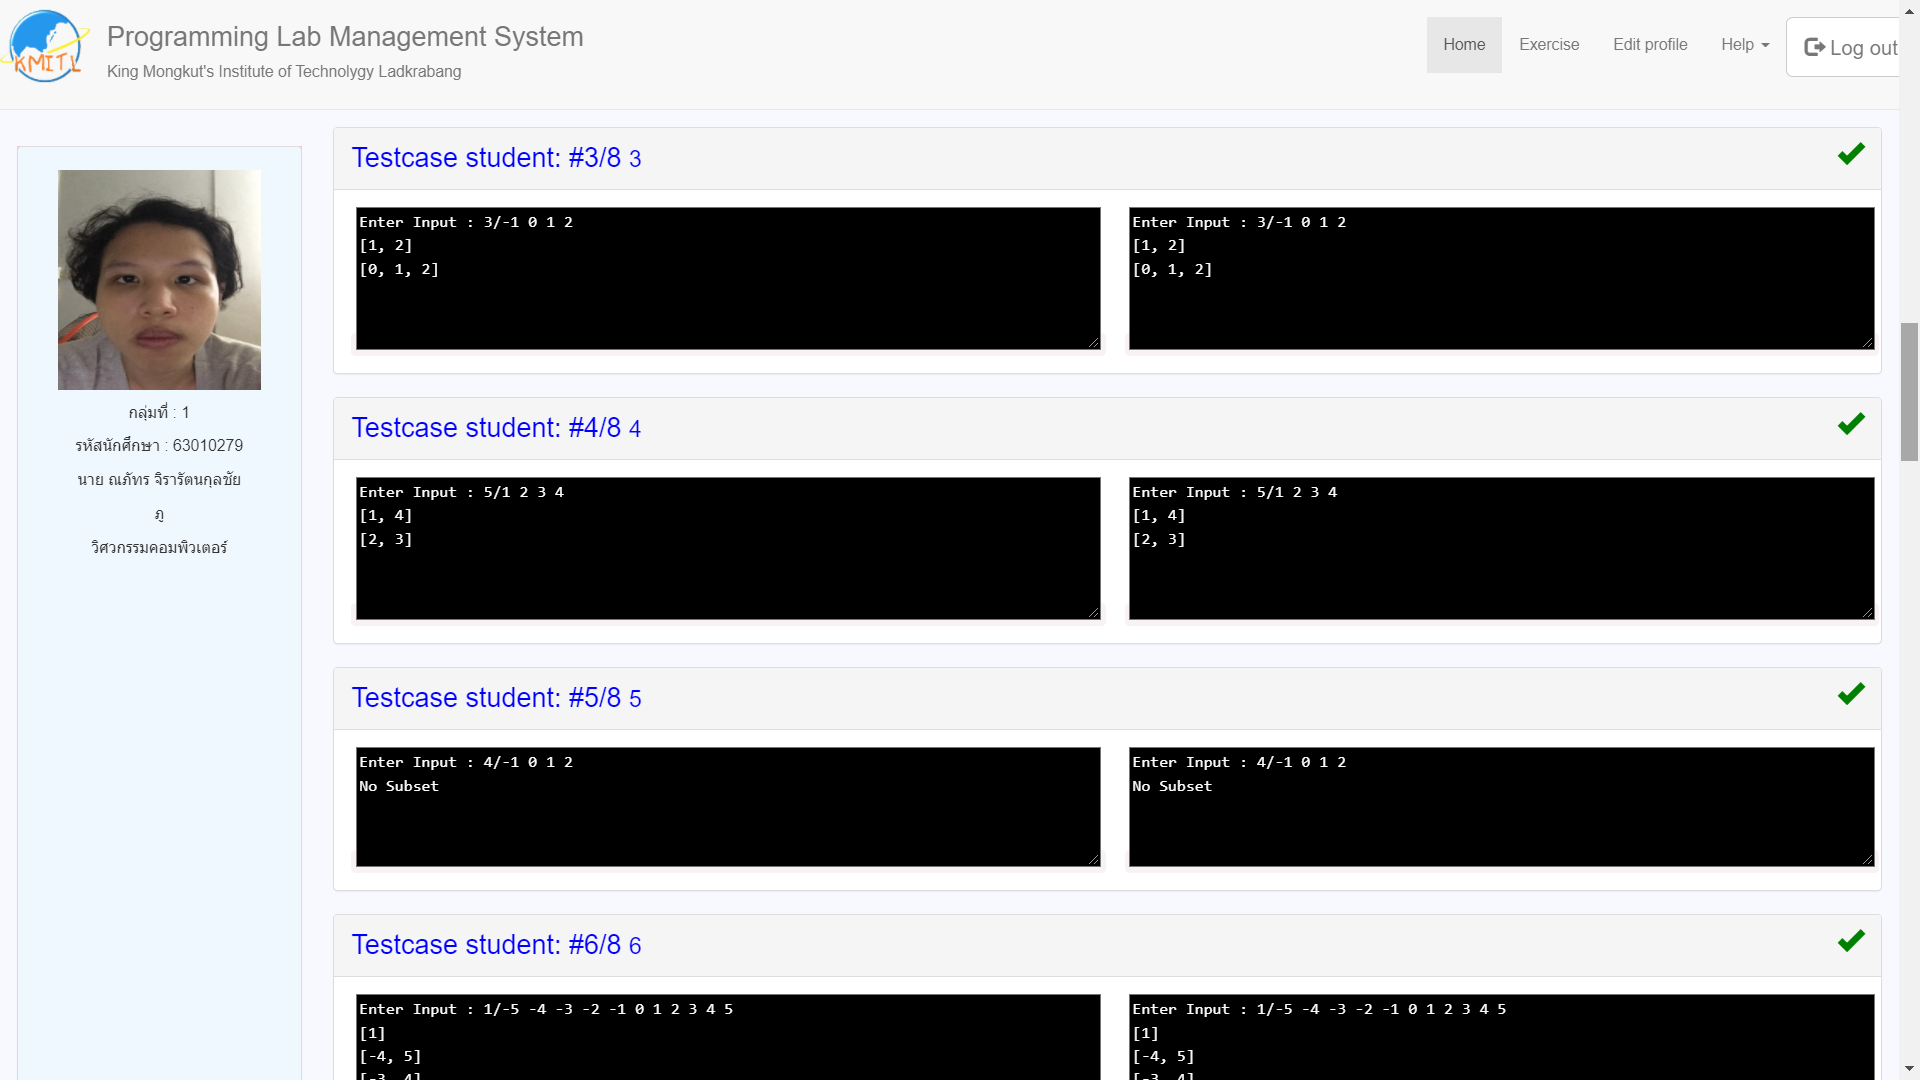 KMITL
Programming Lab Management System
King Mongkut's Institute of Technolygy Ladkrabang
Home
Exercise
Edit profile
Help
Log out
กลุ่มที่ : 1
รหัสนักศึกษา : 63010279
นาย ณภัทร จิรารัตนกุลชัย
ภู
วิศวกรรมคอมพิวเตอร์
Testcase student: #3/8 3
Enter Input : 3/-1 0 1 2
[1, 2]
[0, 1, 2]
Enter Input : 3/-1 0 1 2
[1, 2]
[0, 1, 2]
Testcase student: #4/8 4
Enter Input : 5/1 2 3 4
[1, 4]
[2, 3]
Enter Input : 5/1 2 3 4
[1, 4]
[2, 3]
Testcase student: #5/8 5
Enter Input : 4/-1 0 1 2
No Subset
Enter Input : 4/-1 0 1 2
No Subset
Testcase student: #6/8 6
Enter Input : 1/-5 -4 -3 -2 -1 0 1 2 3 4 5
[1]
[-4, 5]
[-3, 4]
Enter Input : 1/-5 -4 -3 -2 -1 0 1 2 3 4 5
[1]
[-4, 5]
[-3, 4]